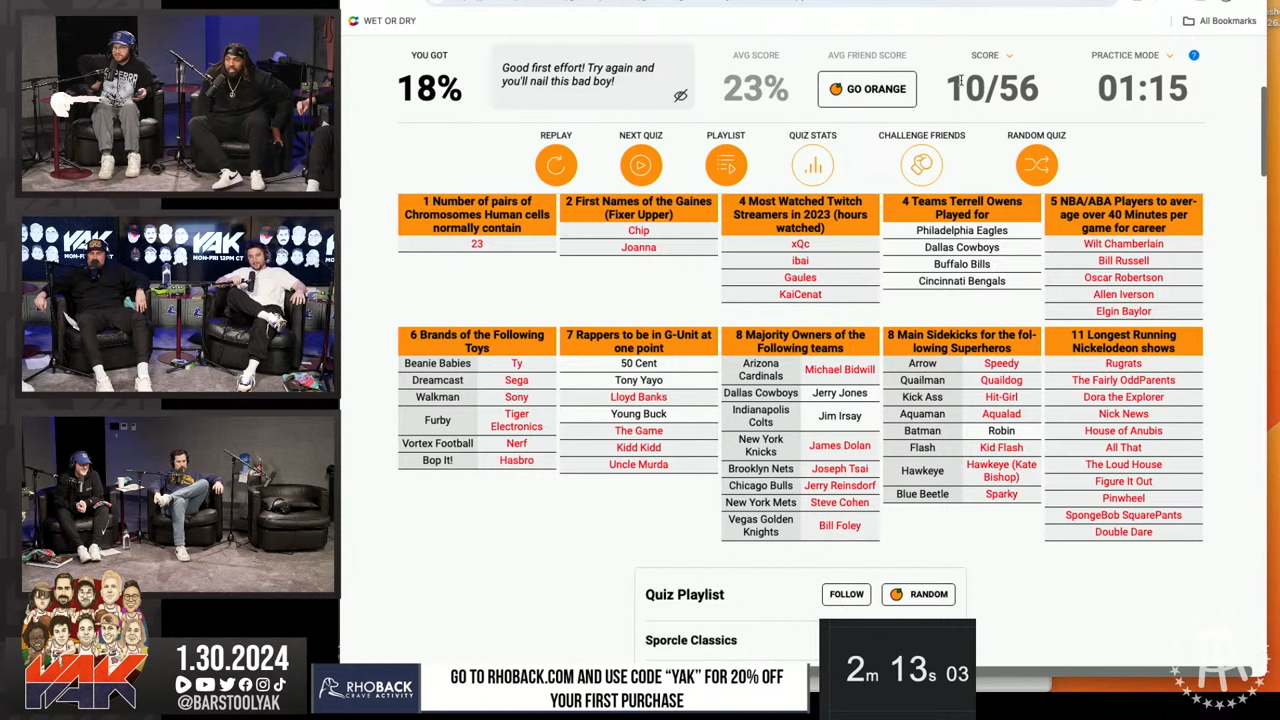 WET OR DRY
All Bookmarks
YOU GOT
18%
Good first effort! Try again and
you'll nail this bad boy!
AVG SCORE
23%
AVG FRIEND SCORE
GO ORANGE
SCORE
10/56
PRACTICE MODE
?
01:15
REPLAY
NEXT QUIZ
PLAYLIST
QUIZ STATS
CHALLENGE FRIENDS
RANDOM QUIZ
1 Number of pairs of
Chromosomes Human cells
normally contain
23
2 First Names of the Gaines
(Fixer Upper)
Chip
Joanna
4 Most Watched Twitch
Streamers in 2023 (hours
watched)
xQc
ibai
Gaules
KaiCenat
4 Teams Terrell Owens
Played for
Philadelphia Eagles
Dallas Cowboys
Buffalo Bills
Cincinnati Bengals
5 NBA/ABA Players to aver-
age over 40 Minutes per
game for career
Wilt Chamberlain
Bill Russell
Oscar Robertson
Allen Iverson
Elgin Baylor
6 Brands of the Following
Toys
Beanie Babies Ty
Dreamcast Sega
Walkman Sony
Furby Tiger
Electronics
Vortex Football Nerf
Bop It! Hasbro
7 Rappers to be in G-Unit at
one point
50 Cent
Tony Yayo
Lloyd Banks
Young Buck
The Game
Kidd Kidd
Uncle Murda
8 Majority Owners of the
Following teams
Arizona
Cardinals Michael Bidwill
Dallas Cowboys Jerry Jones
Indianapolis
Colts Jim Irsay
New York
Knicks James Dolan
Brooklyn Nets Joseph Tsai
Chicago Bulls Jerry Reinsdorf
New York Mets Steve Cohen
Vegas Golden
Knights Bill Foley
8 Main Sidekicks for the fol-
lowing Superheros
Arrow Speedy
Quailman Quaildog
Kick Ass Hit-Girl
Aquaman Aqualad
Batman Robin
Flash Kid Flash
Hawkeye Hawkeye (Kate
Bishop)
Blue Beetle Sparky
11 Longest Running
Nickelodeon shows
Rugrats
The Fairly OddParents
Dora the Explorer
Nick News
House of Anubis
All That
The Loud House
Figure It Out
Pinwheel
SpongeBob SquarePants
Double Dare
Quiz Playlist
FOLLOW
RANDOM
Sporcle Classics
2m 13s 03
YAK
MON-FRI 12PM CT
YAK
1.30.2024
@BARSTOOLYAK
RHOBACK
CRAVE ACTIVITY
GO TO RHOBACK.COM AND USE CODE “YAK” FOR 20% OFF
YOUR FIRST PURCHASE